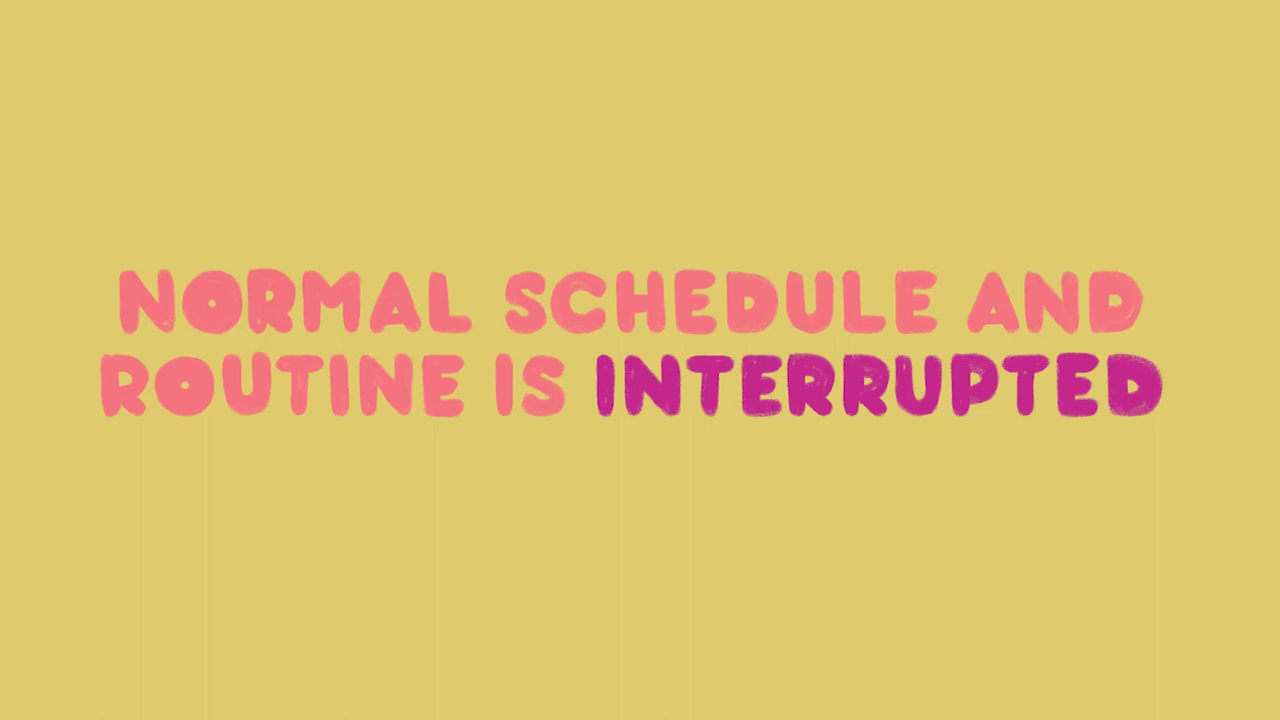 NORMAL SCHEDULE AND
ROUTINE IS INTERRUPTED